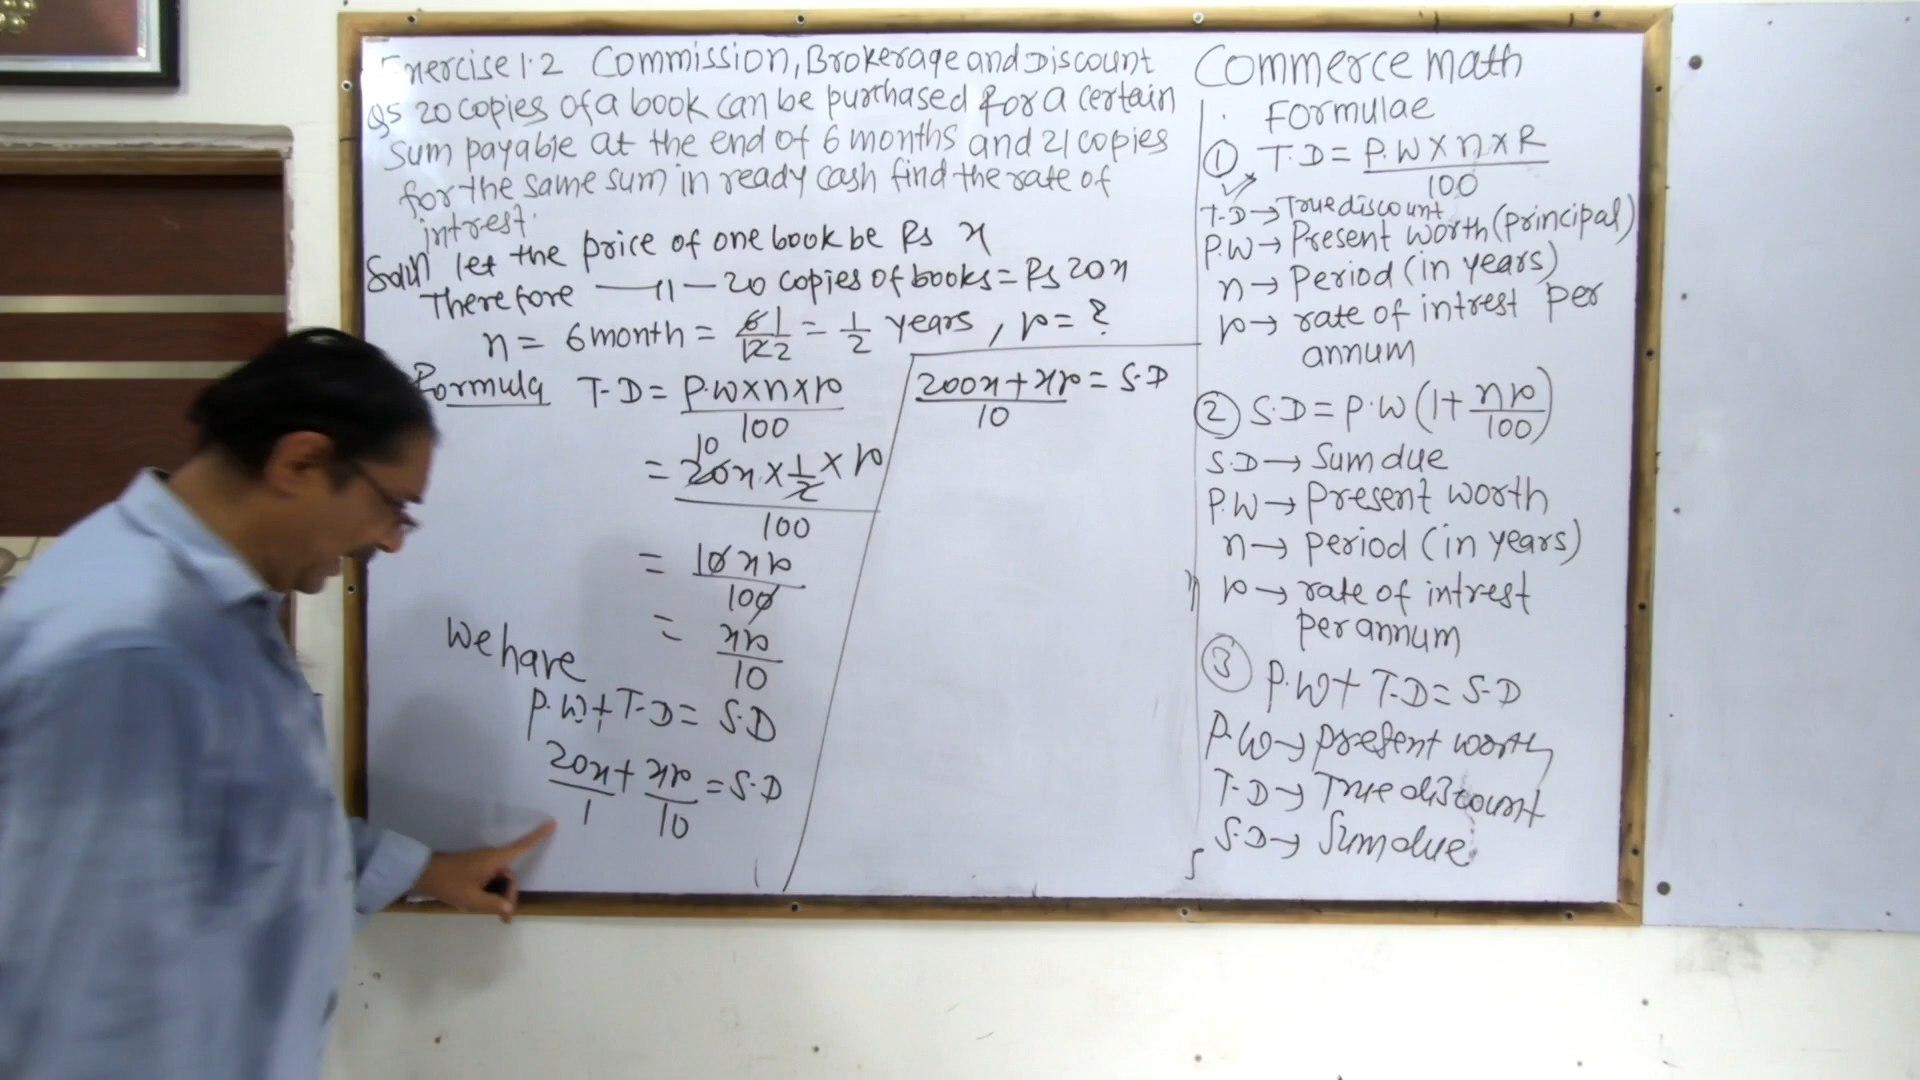 Exercise 1.2 Commission, Brokerage and Discount
Q5 20 copies of a book can be purchased for a certain
sum payable at the end of 6 months and 21 copies
for the same sum in ready cash find the rate of
intrest.
Soln let the price of one book be Rs x
Therefore —11— 20 copies of books = Rs 20x
n = 6 month = 6 1/12 2 = 1/2 years, r = ?
Formula T.D = P.W×n×r/100
= 10 20x × 1/2 × r/100
= 10xr/100
= xr/10
We have
P.W + T.D = S.D
20x/1 + xr/10 = S.D
200x + xr/10 = S.D
Commerce math
Formulae
① T.D = P.W × n × R/100
T.D → True discount
P.W → Present worth (principal)
n → Period (in years)
r → rate of intrest per
annum
② S.D = P.W (1 + nr/100)
S.D → Sum due
P.W → Present worth
n → period (in years)
r → rate of intrest
per annum
③ P.W + T.D = S.D
P.W → present worth
T.D → True discount
S.D → Sum due